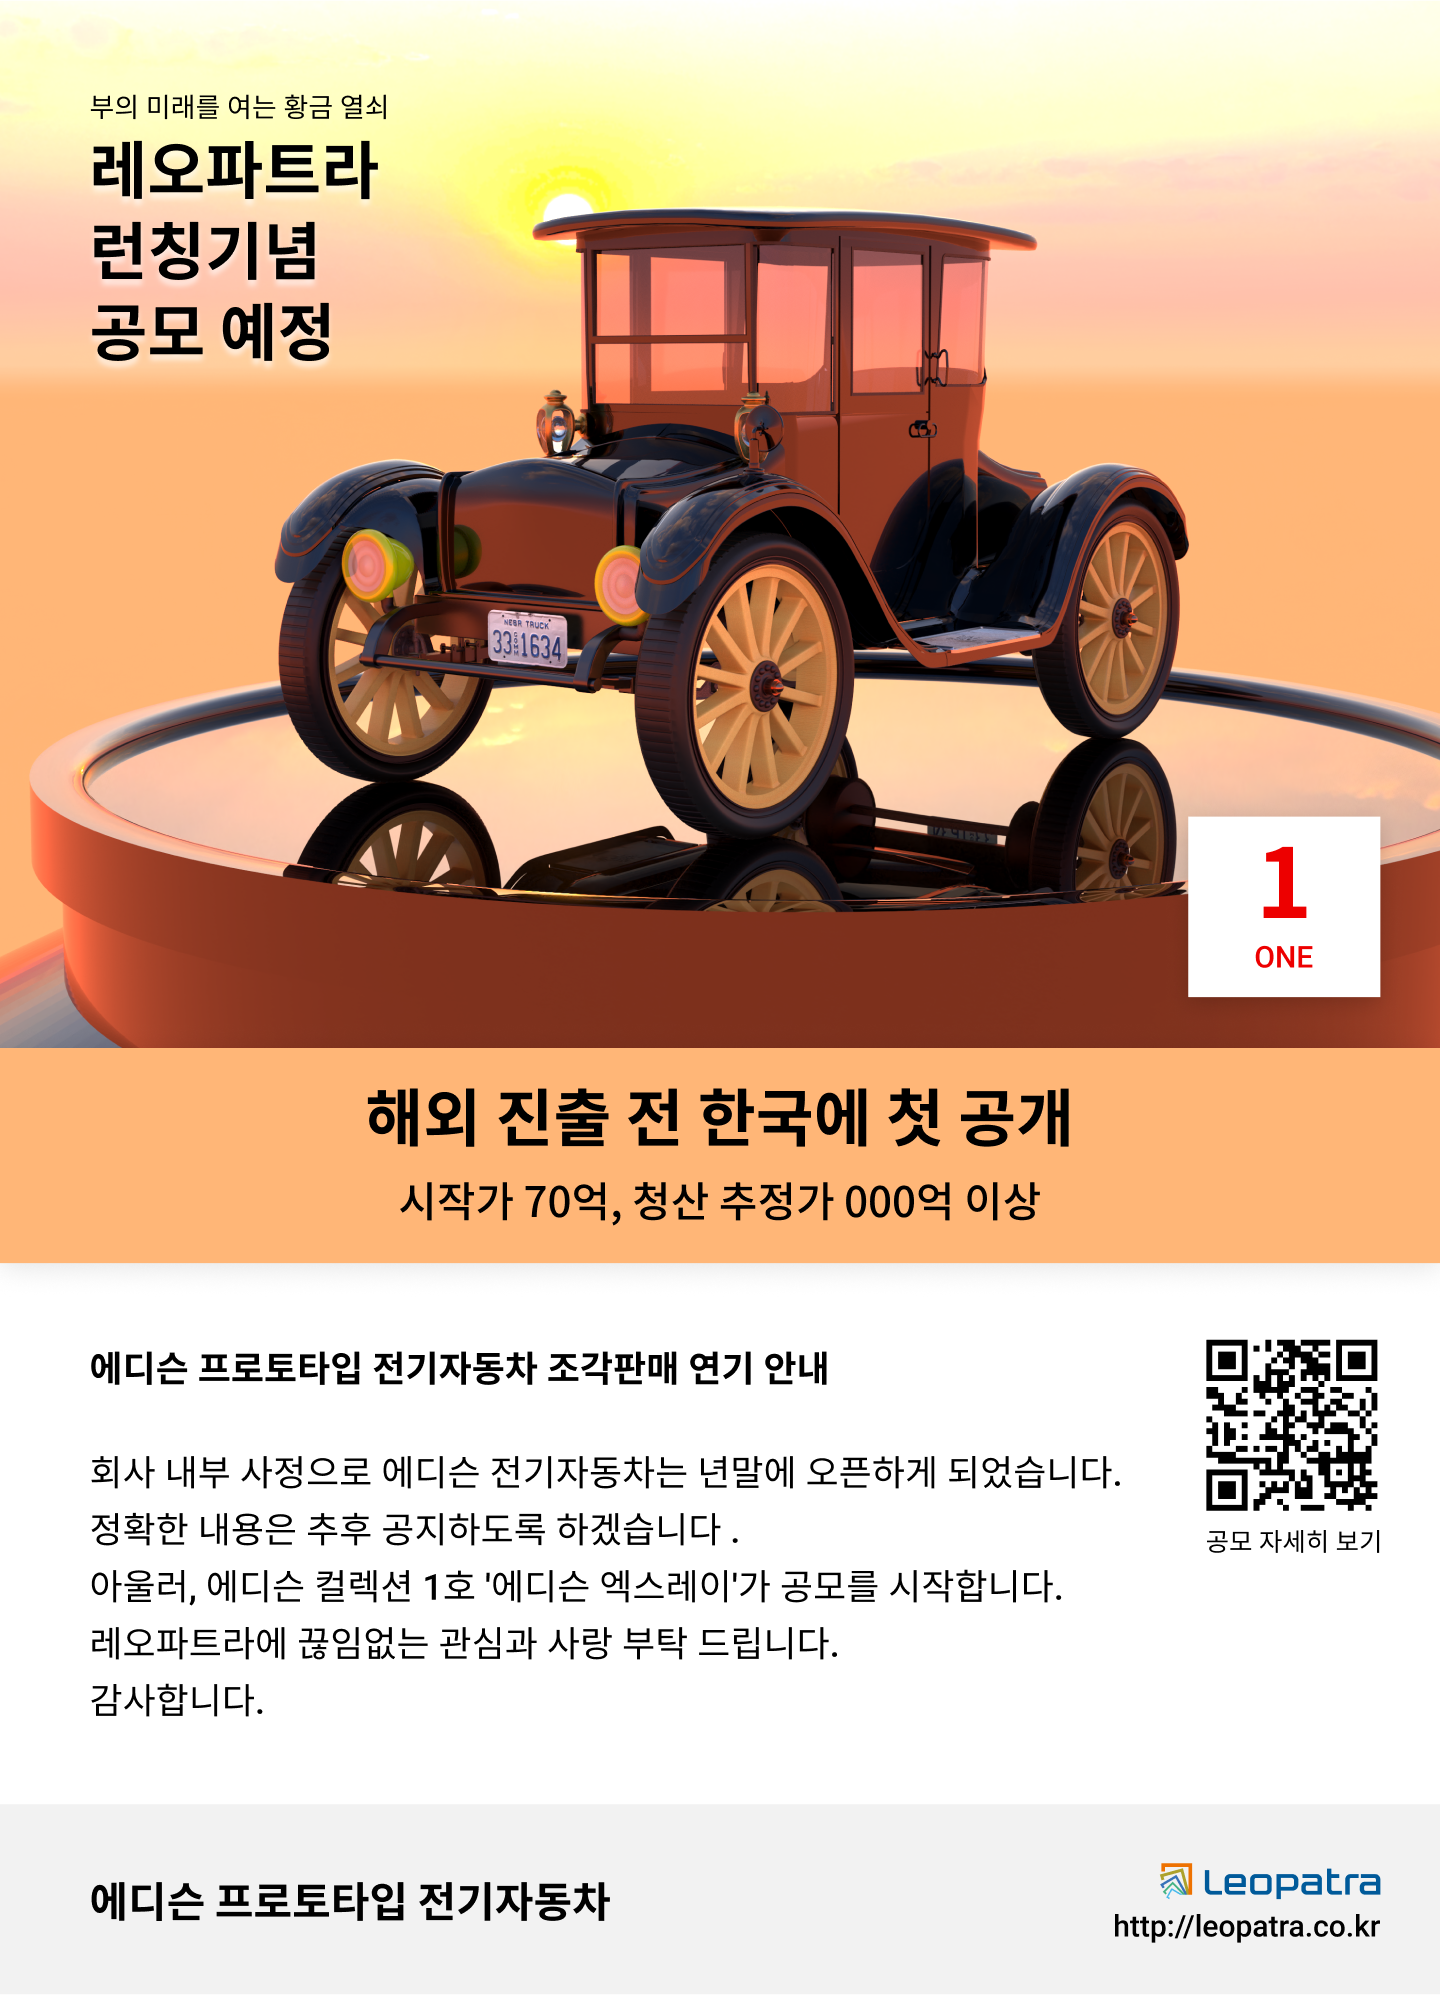 부의 미래를 여는 황금 열쇠
레오파트라
런칭기념
공모 예정
NEBR TRUCK
33 COM 1634
1
ONE
해외 진출 전 한국에 첫 공개
시작가 70억, 청산 추정가 000억 이상
에디슨 프로토타입 전기자동차 조각판매 연기 안내
회사 내부 사정으로 에디슨 전기자동차는 년말에 오픈하게 되었습니다.
정확한 내용은 추후 공지하도록 하겠습니다 .
아울러, 에디슨 컬렉션 1호 '에디슨 엑스레이'가 공모를 시작합니다.
레오파트라에 끊임없는 관심과 사랑 부탁 드립니다.
감사합니다.
공모 자세히 보기
에디슨 프로토타입 전기자동차
Leopatra
http://leopatra.co.kr